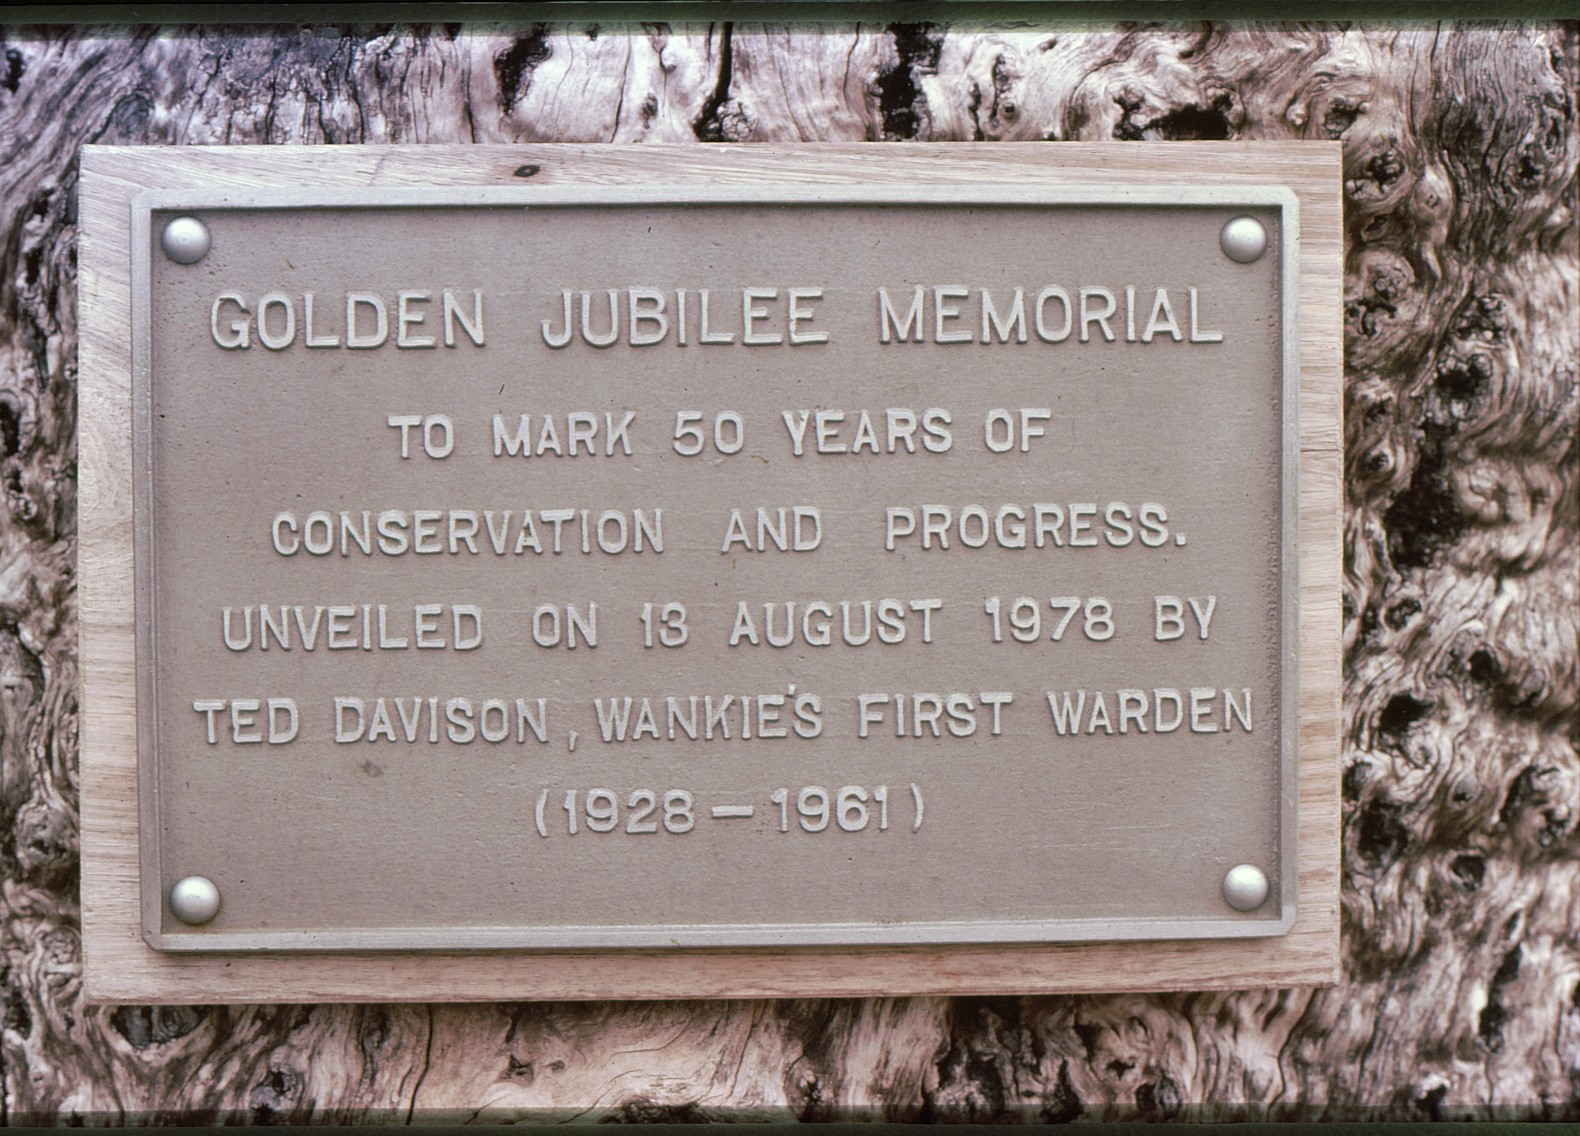 GOLDEN JUBILEE MEMORIAL
TO MARK 50 YEARS OF
CONSERVATION AND PROGRESS.
UNVEILED ON 13 AUGUST 1978 BY
TED DAVISON, WANKIE'S FIRST WARDEN
(1928-1961)